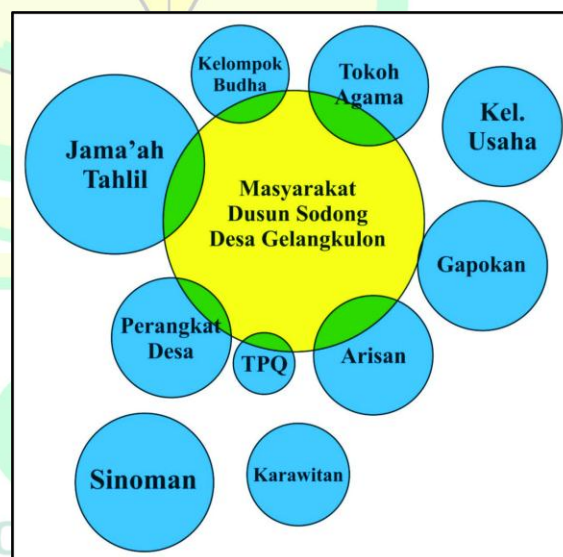 Kelompok
Budha
Tokoh
Agama
Kel.
Usaha
Jama'ah
Tahlil
Masyarakat
Dusun Sodong
Desa Gelangkulon
Gapokan
Perangkat
Desa
TPQ
Arisan
Sinoman
Karawitan